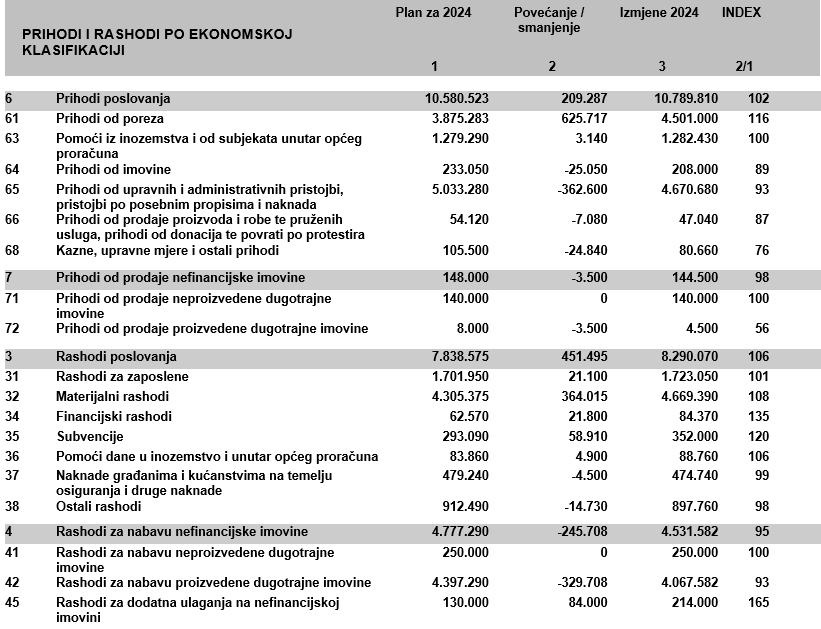 Plan za 2024 Povećanje / Izmjene 2024 INDEX
smanjenje
PRIHODI I RASHODI PO EKONOMSKOJ
KLASIFIKACIJI
1 2 3 2/1
6 Prihodi poslovanja 10.580.523 209.287 10.789.810 102
61 Prihodi od poreza 3.875.283 625.717 4.501.000 116
63 Pomoći iz inozemstva i od subjekata unutar općeg 1.279.290 3.140 1.282.430 100
proračuna
64 Prihodi od imovine 233.050 -25.050 208.000 89
65 Prihodi od upravnih i administrativnih pristojbi, 5.033.280 -362.600 4.670.680 93
pristojbi po posebnim propisima i naknada
66 Prihodi od prodaje proizvoda i robe te pruženih 54.120 -7.080 47.040 87
usluga, prihodi od donacija te povrati po protestira
68 Kazne, upravne mjere i ostali prihodi 105.500 -24.840 80.660 76
7 Prihodi od prodaje nefinancijske imovine 148.000 -3.500 144.500 98
71 Prihodi od prodaje neproizvedene dugotrajne 140.000 0 140.000 100
imovine
72 Prihodi od prodaje proizvedene dugotrajne imovine 8.000 -3.500 4.500 56
3 Rashodi poslovanja 7.838.575 451.495 8.290.070 106
31 Rashodi za zaposlene 1.701.950 21.100 1.723.050 101
32 Materijalni rashodi 4.305.375 364.015 4.669.390 108
34 Financijski rashodi 62.570 21.800 84.370 135
35 Subvencije 293.090 58.910 352.000 120
36 Pomoći dane u inozemstvo i unutar općeg proračuna 83.860 4.900 88.760 106
37 Naknade građanima i kućanstvima na temelju 479.240 -4.500 474.740 99
osiguranja i druge naknade
38 Ostali rashodi 912.490 -14.730 897.760 98
4 Rashodi za nabavu nefinancijske imovine 4.777.290 -245.708 4.531.582 95
41 Rashodi za nabavu neproizvedene dugotrajne 250.000 0 250.000 100
imovine
42 Rashodi za nabavu proizvedene dugotrajne imovine 4.397.290 -329.708 4.067.582 93
45 Rashodi za dodatna ulaganja na nefinancijskoj 130.000 84.000 214.000 165
imovini